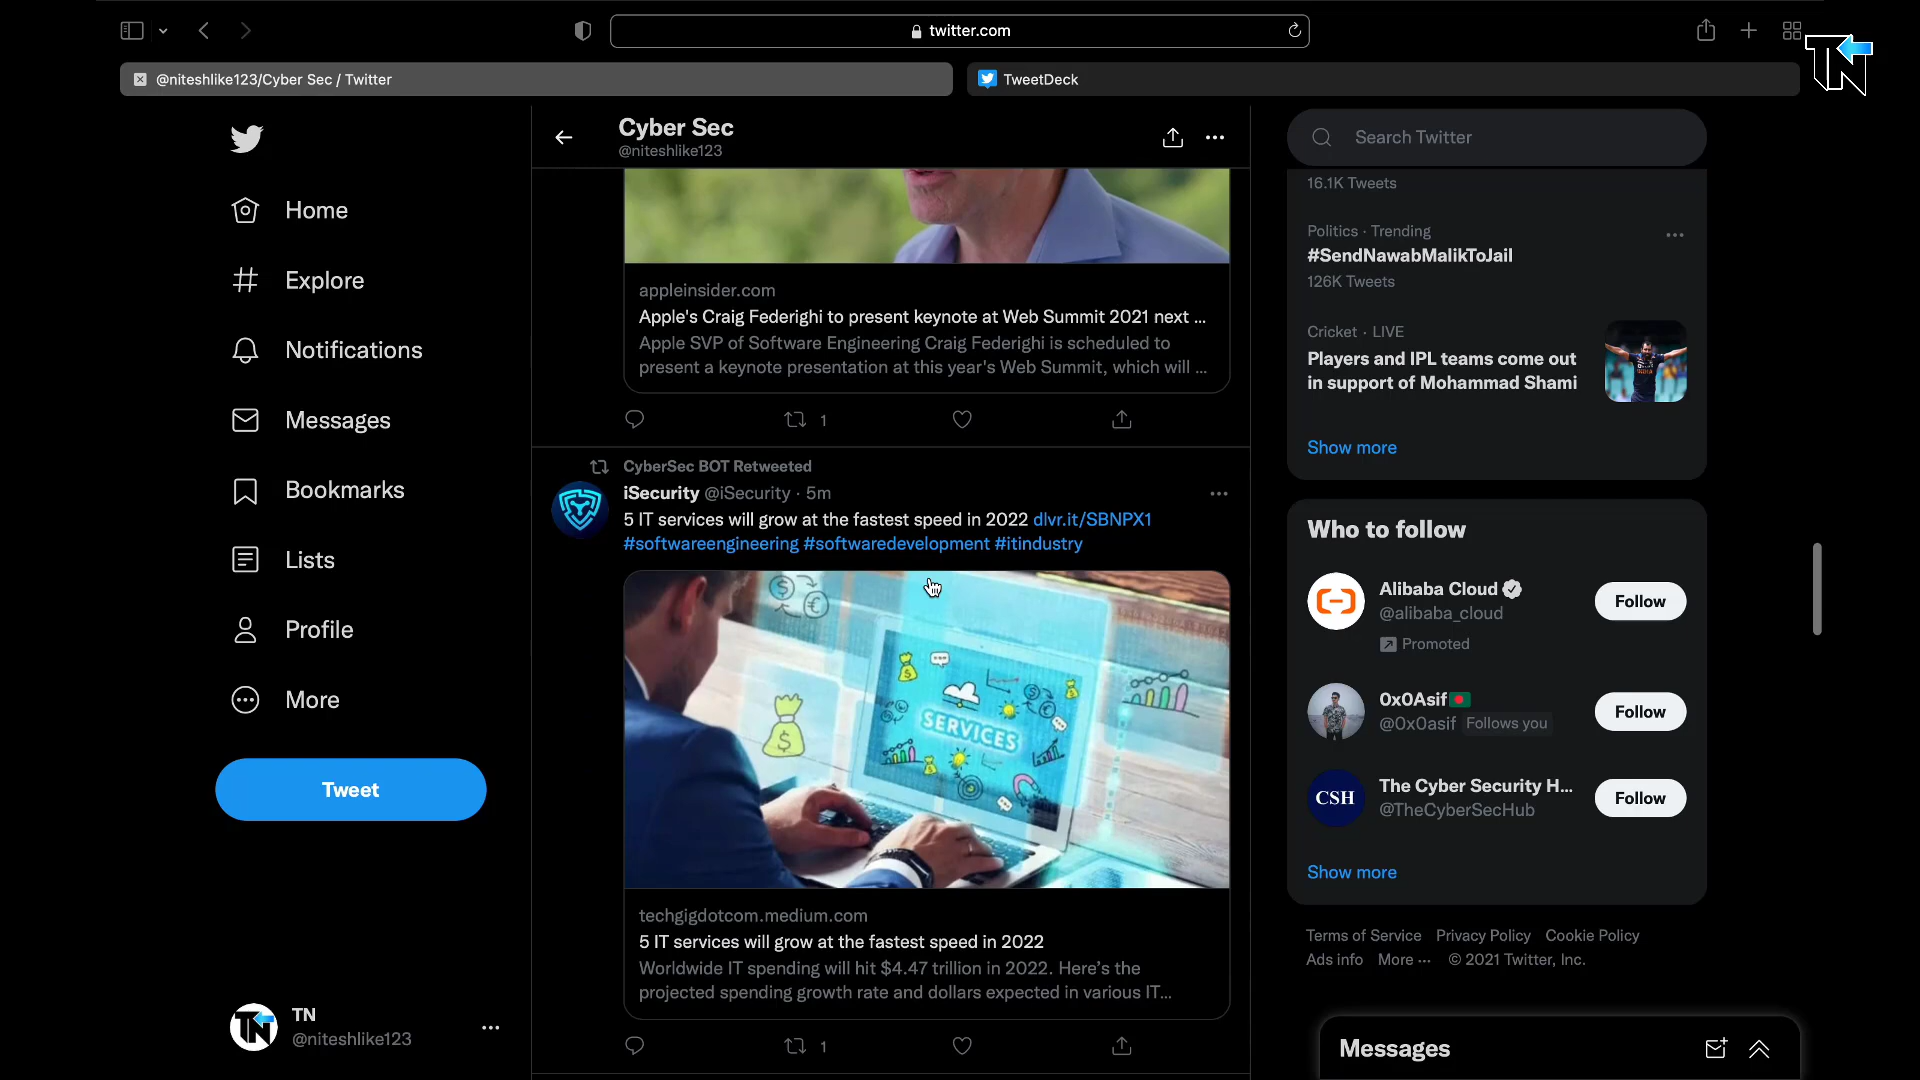 twitter.com
@niteshlike123/Cyber Sec / Twitter
TweetDeck
TN
Home
Explore
Notifications
Messages
Bookmarks
Lists
Profile
More
Tweet
TN
@niteshlike123
Cyber Sec
@niteshlike123
appleinsider.com
Apple's Craig Federighi to present keynote at Web Summit 2021 next ...
Apple SVP of Software Engineering Craig Federighi is scheduled to
present a keynote presentation at this year's Web Summit, which will ...
1
CyberSec BOT Retweeted
iSecurity @iSecurity · 5m
5 IT services will grow at the fastest speed in 2022 dlvr.it/SBNPX1
#softwareengineering #softwaredevelopment #itindustry
SERVICES
techgigdotcom.medium.com
5 IT services will grow at the fastest speed in 2022
Worldwide IT spending will hit $4.47 trillion in 2022. Here's the
projected spending growth rate and dollars expected in various IT...
1
Search Twitter
16.1K Tweets
Politics · Trending
#SendNawabMalikToJail
126K Tweets
Cricket · LIVE
Players and IPL teams come out
in support of Mohammad Shami
Show more
Who to follow
Alibaba Cloud
@alibaba_cloud
Follow
Promoted
0x0Asif
@0x0asif Follows you
Follow
CSH
The Cyber Security H...
@TheCyberSecHub
Follow
Show more
Terms of Service Privacy Policy Cookie Policy
Ads info More ··· © 2021 Twitter, Inc.
Messages